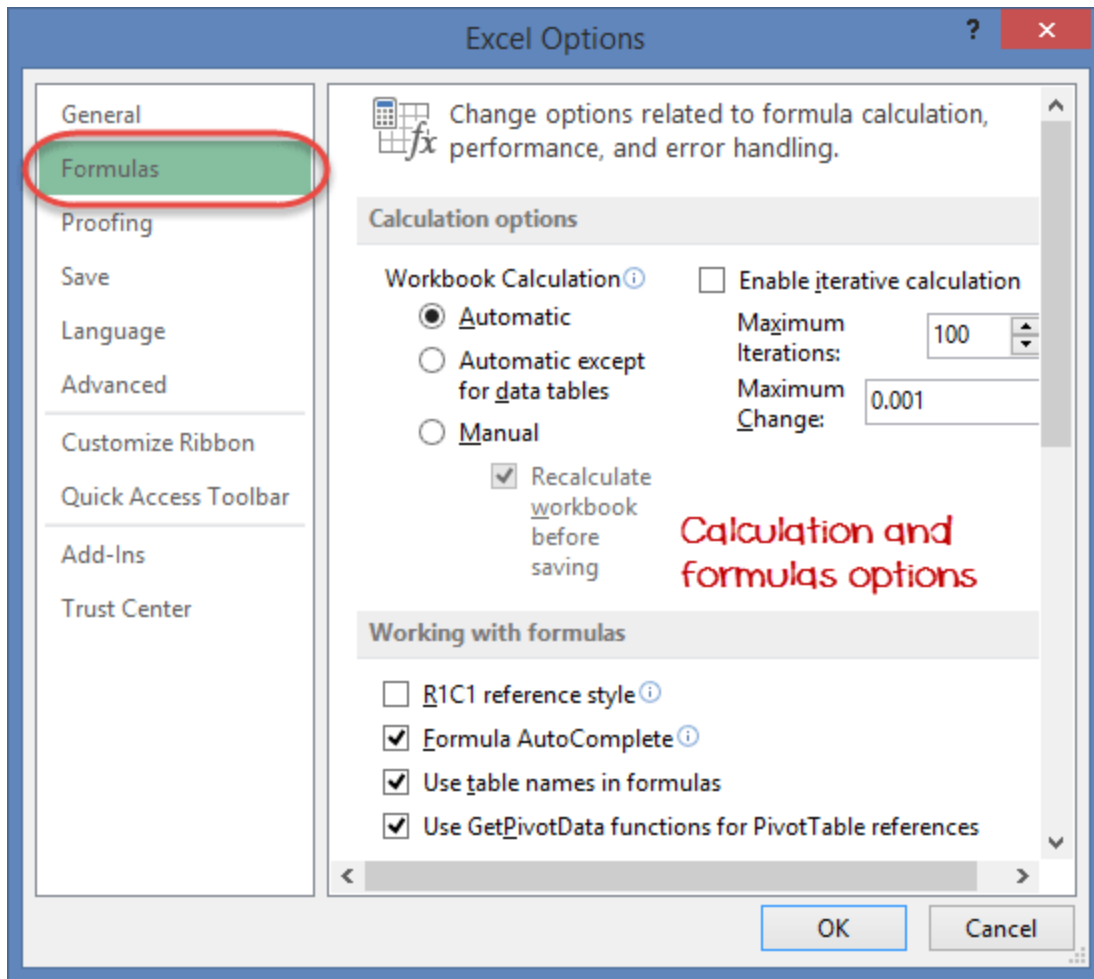 Excel Options
?
General
Formulas
Proofing
Save
Language
Advanced
Customize Ribbon
Quick Access Toolbar
Add-Ins
Trust Center
Change options related to formula calculation,
performance, and error handling.
Calculation options
Workbook Calculation
Automatic
Automatic except
for data tables
Manual
Recalculate
workbook
before
saving
Enable iterative calculation
Maximum
Iterations:
100
Maximum
Change:
0.001
Calculation and
formulas options
Working with formulas
R1C1 reference style
Formula AutoComplete
Use table names in formulas
Use GetPivotData functions for PivotTable references
OK
Cancel